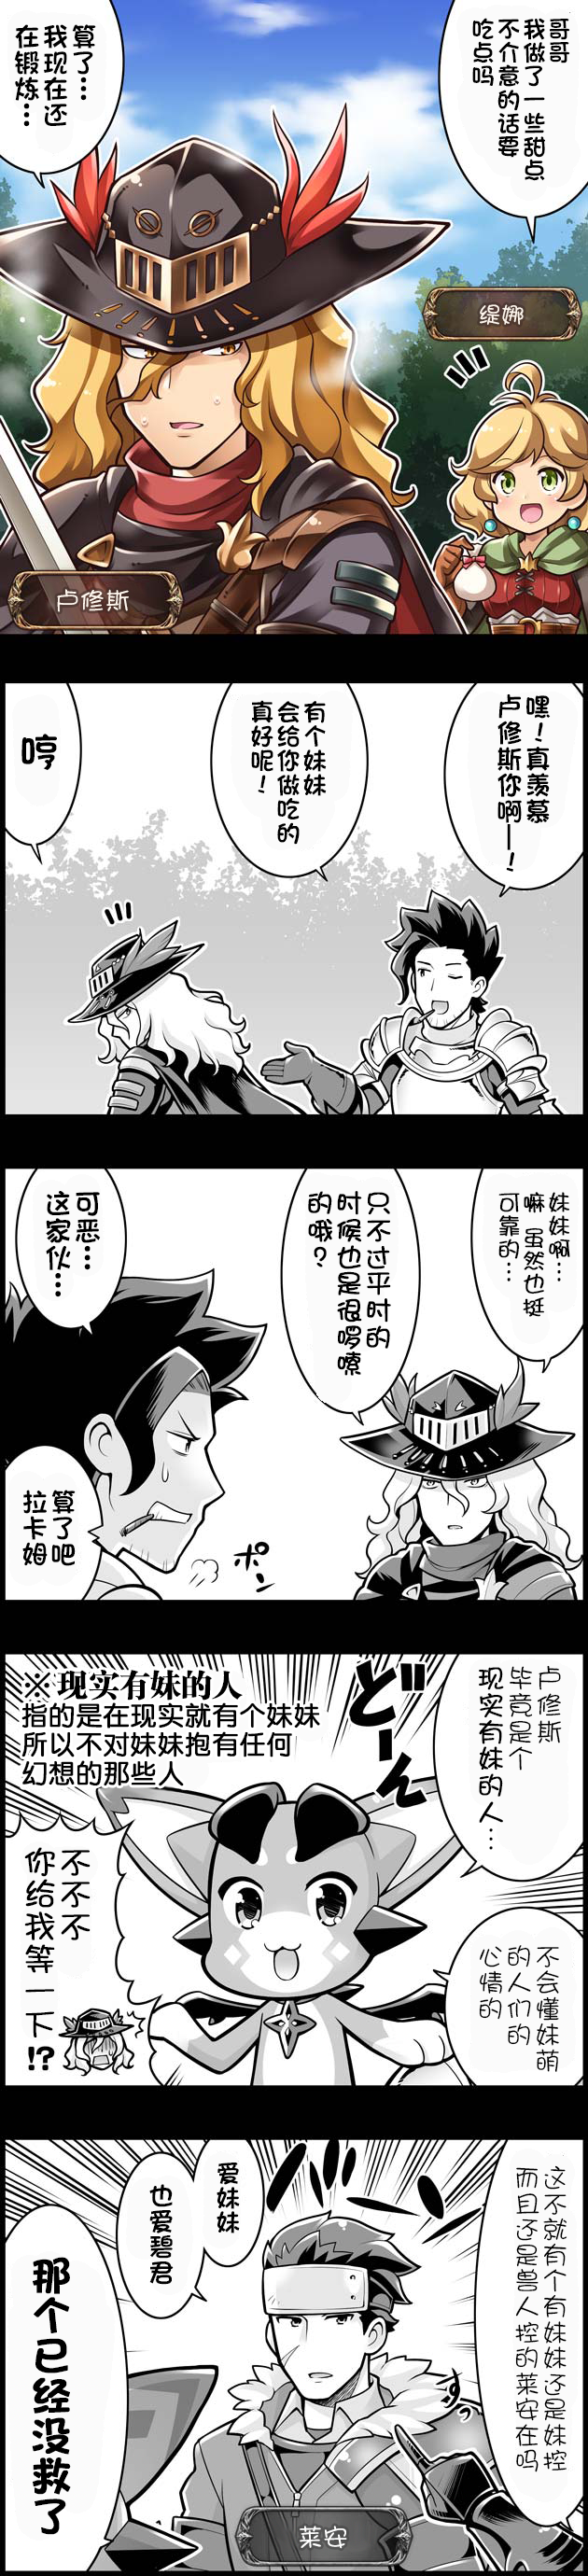 哥哥
我做了一些甜点
不介意的话要
吃点吗
算了…
我现在还
在锻炼…
缇娜
卢修斯
嘿！真羡慕
卢修斯你啊—！
有个妹妹
会给你做吃的
真好呢！
哼
妹妹啊…
嘛 虽然也挺
可靠的…
只不过平时的
时候也是很啰嗦
的哦？
可恶…
这家伙…
算了吧
拉卡姆
ポン
卢修斯
毕竟是个
现实有妹的人…
どーん
※现实有妹的人
指的是在现实就有个妹妹
所以不对妹妹抱有任何
幻想的那些人
不会懂妹萌
的人们的
心情的
不不不
你给我等一下!?
这不就有个有妹妹还是妹控
而且还是兽人控的莱安在吗
爱妹妹
也爱碧君
すっ
那个已经没救了
莱安